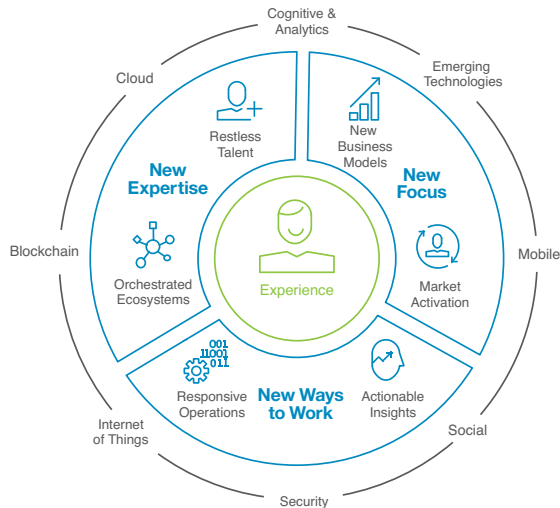 Cognitive &
Analytics
Cloud
Emerging
Technologies
Restless
Talent
New
Business
Models
New
Expertise
New
Focus
Blockchain
Orchestrated
Ecosystems
Experience
Market
Activation
Mobile
001
11001
011
Responsive
Operations
New Ways
to Work
Actionable
Insights
Internet
of Things
Social
Security